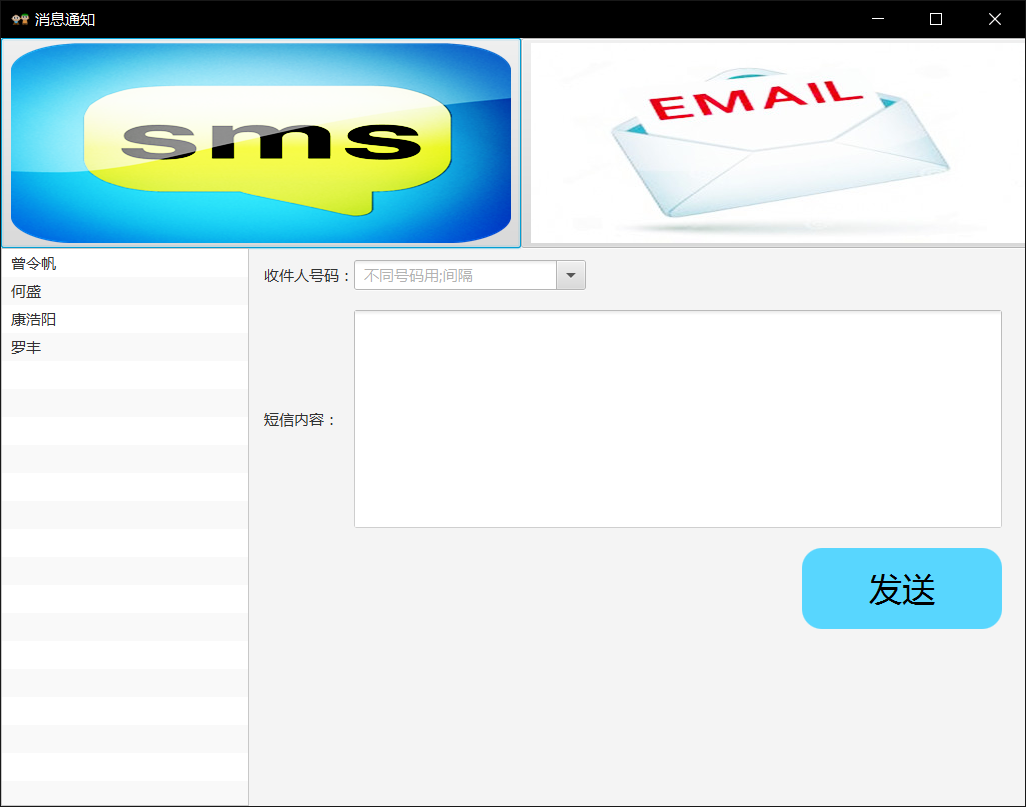 消息通知
sms
EMAIL
曾令帆
何盛
康浩阳
罗丰
收件人号码：
不同号码用;间隔
短信内容：
发送